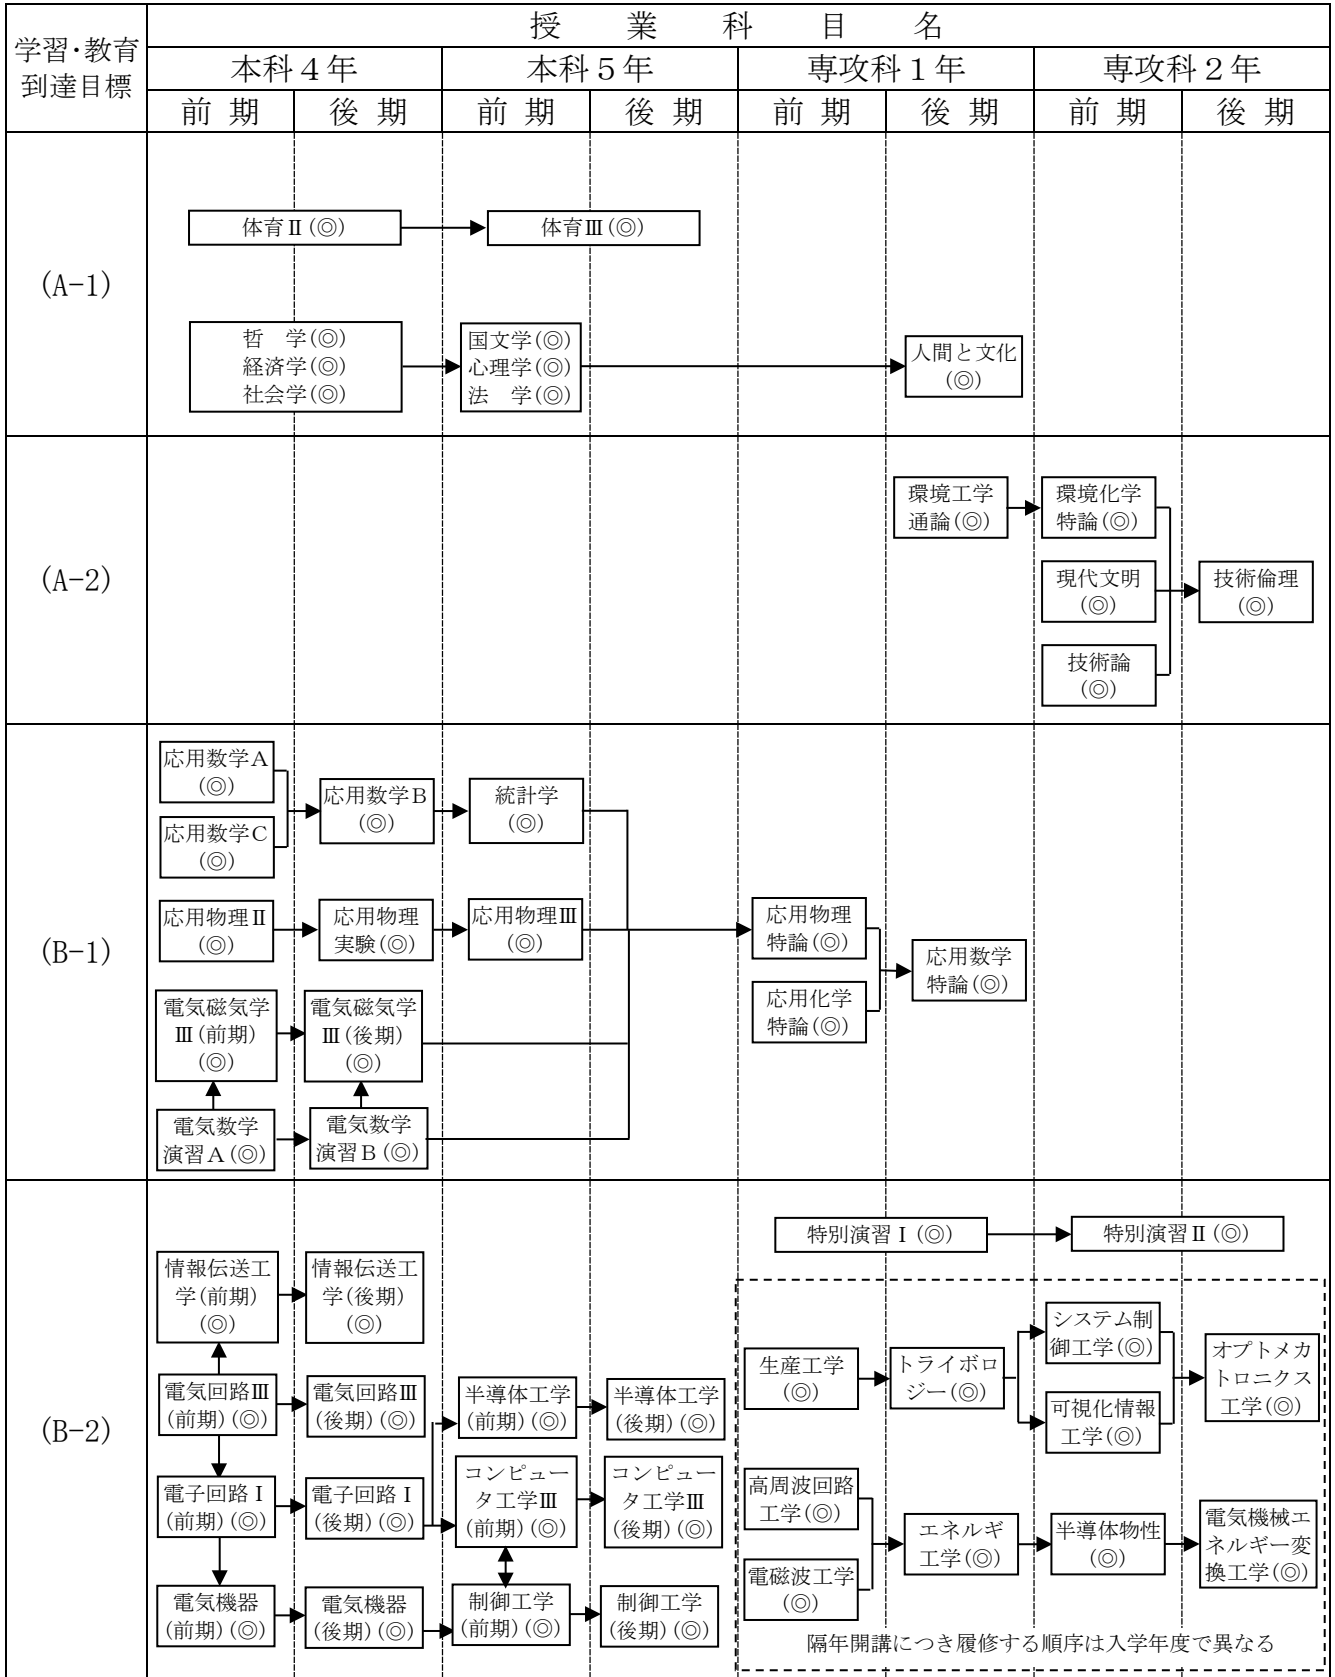 授 業 科 目 名
学習・教育
到達目標
本科４年 本科５年 専攻科１年 専攻科２年
前 期 後 期 前 期 後 期 前 期 後 期 前 期 後 期
(A-1)
体育Ⅱ(◎)
体育Ⅲ(◎)
哲　学(◎)
経済学(◎)
社会学(◎)
国文学(◎)
心理学(◎)
法　学(◎)
人間と文化
(◎)
(A-2)
環境工学
通論(◎)
環境化学
特論(◎)
現代文明
(◎)
技術論
(◎)
技術倫理
(◎)
(B-1)
応用数学Ａ
(◎)
応用数学Ｃ
(◎)
応用数学Ｂ
(◎)
統計学
(◎)
応用物理Ⅱ
(◎)
応用物理
実験(◎)
応用物理Ⅲ
(◎)
電気磁気学
Ⅲ(前期)
(◎)
電気磁気学
Ⅲ(後期)
(◎)
電気数学
演習Ａ(◎)
電気数学
演習Ｂ(◎)
応用物理
特論(◎)
応用化学
特論(◎)
応用数学
特論(◎)
(B-2)
特別演習Ⅰ(◎)
特別演習Ⅱ(◎)
情報伝送工
学(前期)
(◎)
情報伝送工
学(後期)
(◎)
電気回路Ⅲ
(前期)(◎)
電気回路Ⅲ
(後期)(◎)
半導体工学
(前期)(◎)
半導体工学
(後期)(◎)
電子回路Ⅰ
(前期)(◎)
電子回路Ⅰ
(後期)(◎)
コンピュー
タ工学Ⅲ
(前期)(◎)
コンピュー
タ工学Ⅲ
(後期)(◎)
電気機器
(前期)(◎)
電気機器
(後期)(◎)
制御工学
(前期)(◎)
制御工学
(後期)(◎)
生産工学
(◎)
トライボロ
ジー(◎)
システム制
御工学(◎)
可視化情報
工学(◎)
オプトメカ
トロニクス
工学(◎)
高周波回路
工学(◎)
電磁波工学
(◎)
エネルギ
工学(◎)
半導体物性
(◎)
電気機械エ
ネルギー変
換工学(◎)
隔年開講につき履修する順序は入学年度で異なる